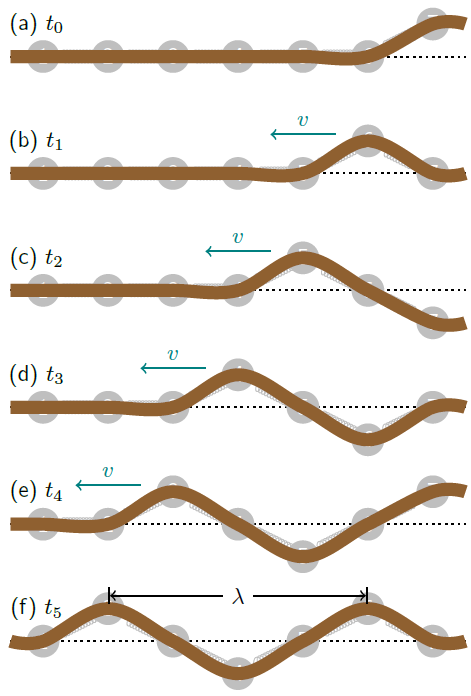 (a) t₀
(b) t₁
v
(c) t₂
v
(d) t₃
v
(e) t₄
v
(f) t₅
λ